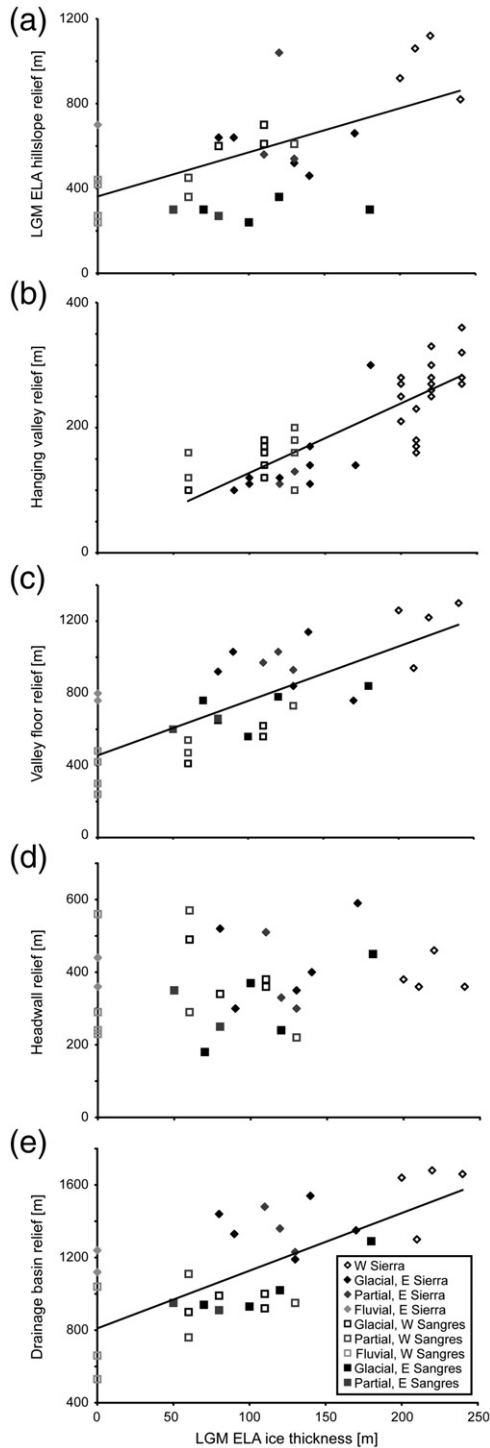 (a)
LGM ELA hillslope relief [m]
1200
800
400
0
(b)
Hanging valley relief [m]
400
200
0
(c)
Valley floor relief [m]
1200
800
400
0
(d)
Headwall relief [m]
600
400
200
0
(e)
Drainage basin relief [m]
1600
1200
800
400
W Sierra
Glacial, E Sierra
Partial, E Sierra
Fluvial, E Sierra
Glacial, W Sangres
Partial, W Sangres
Fluvial, W Sangres
Glacial, E Sangres
Partial, E Sangres
0 50 100 150 200 250
LGM ELA ice thickness [m]